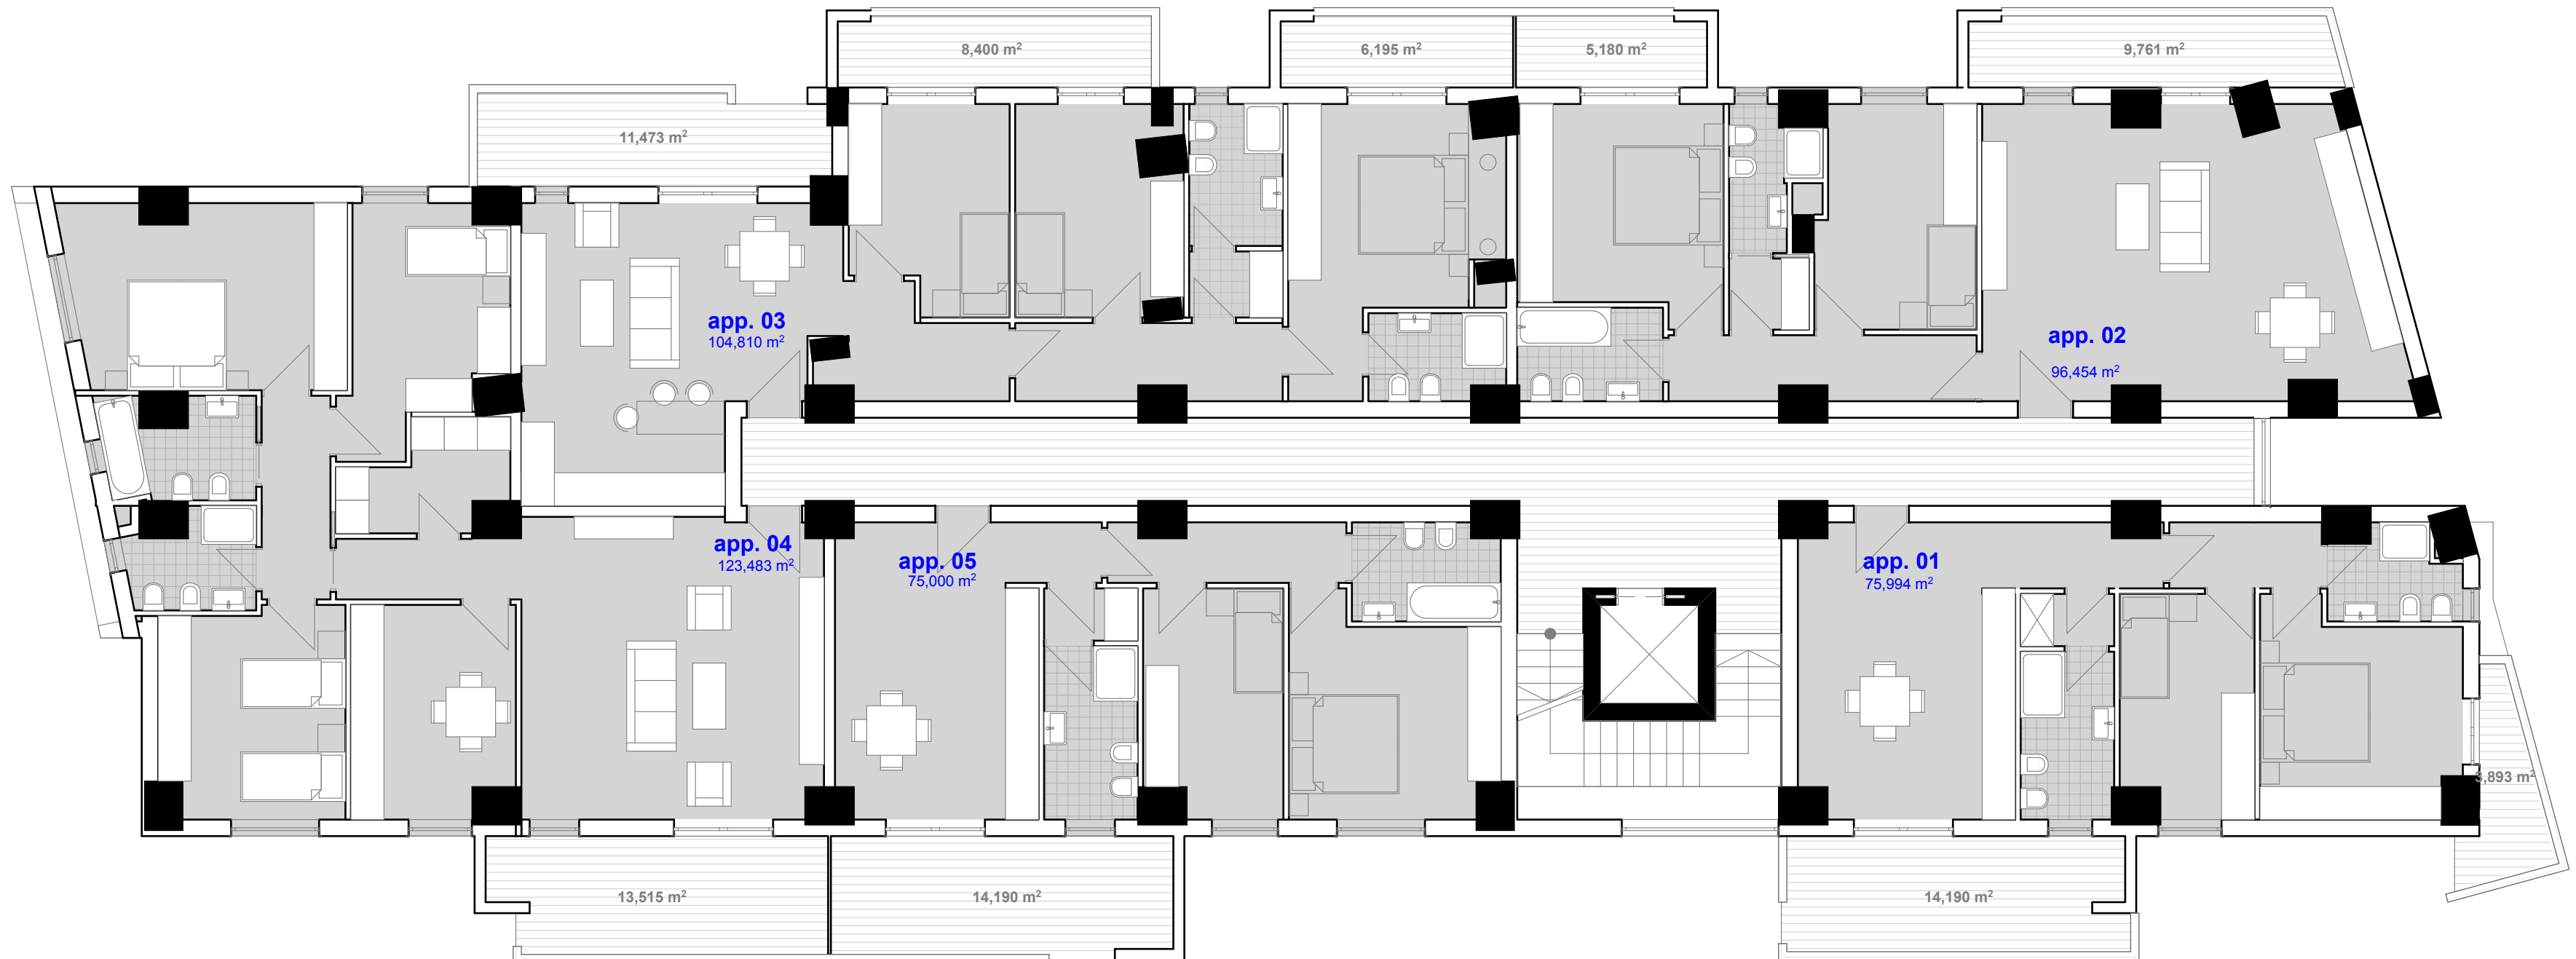 8,400 m²
6,195 m²
5,180 m²
9,761 m²
11,473 m²
app. 03
104,810 m²
app. 02
96,454 m²
app. 04
123,483 m²
app. 05
75,000 m²
app. 01
75,994 m²
,893 m²
13,515 m²
14,190 m²
14,190 m²